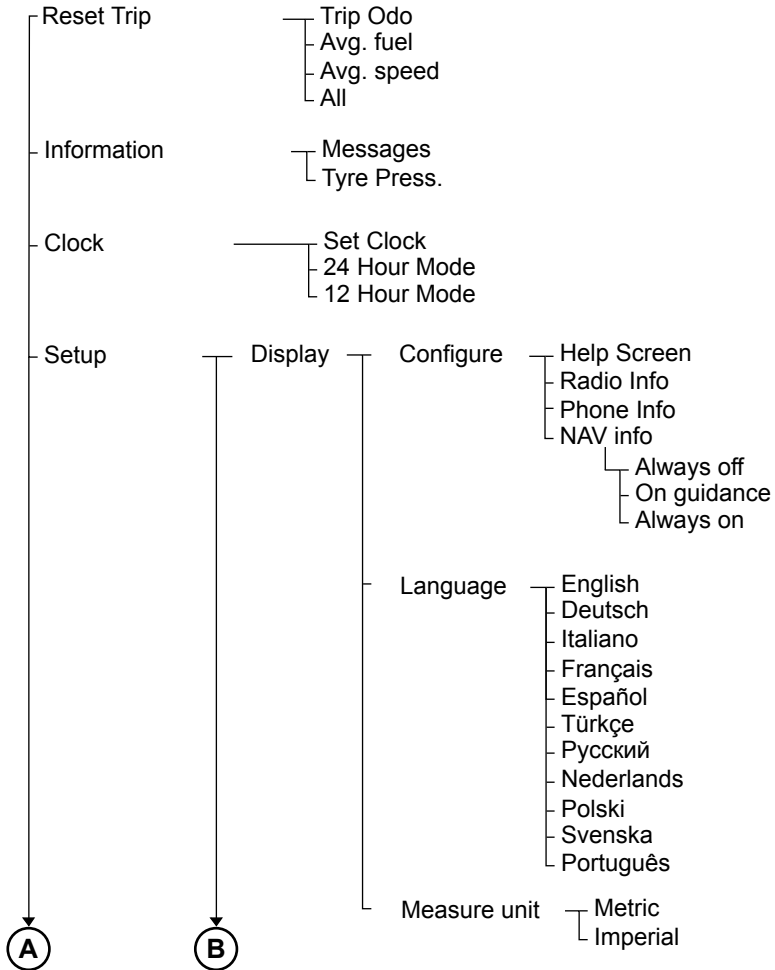 Reset Trip
Trip Odo
Avg. fuel
Avg. speed
All
Information
Messages
Tyre Press.
Clock
Set Clock
24 Hour Mode
12 Hour Mode
Setup
Display
Configure
Help Screen
Radio Info
Phone Info
NAV info
Always off
On guidance
Always on
Language
English
Deutsch
Italiano
Français
Español
Türkçe
Русский
Nederlands
Polski
Svenska
Português
Measure unit
Metric
Imperial
A
B